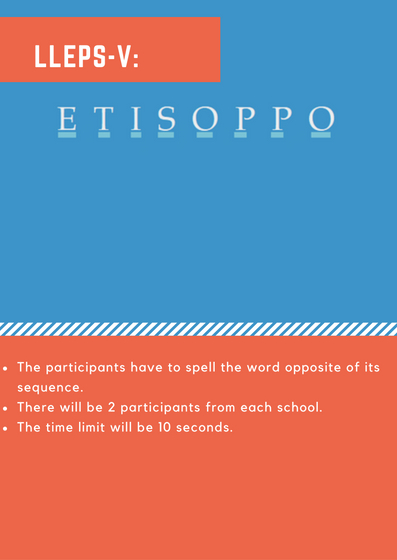 LLEPS-V:
E T I S O P P O
• The participants have to spell the word opposite of its
sequence.
• There will be 2 participants from each school.
• The time limit will be 10 seconds.